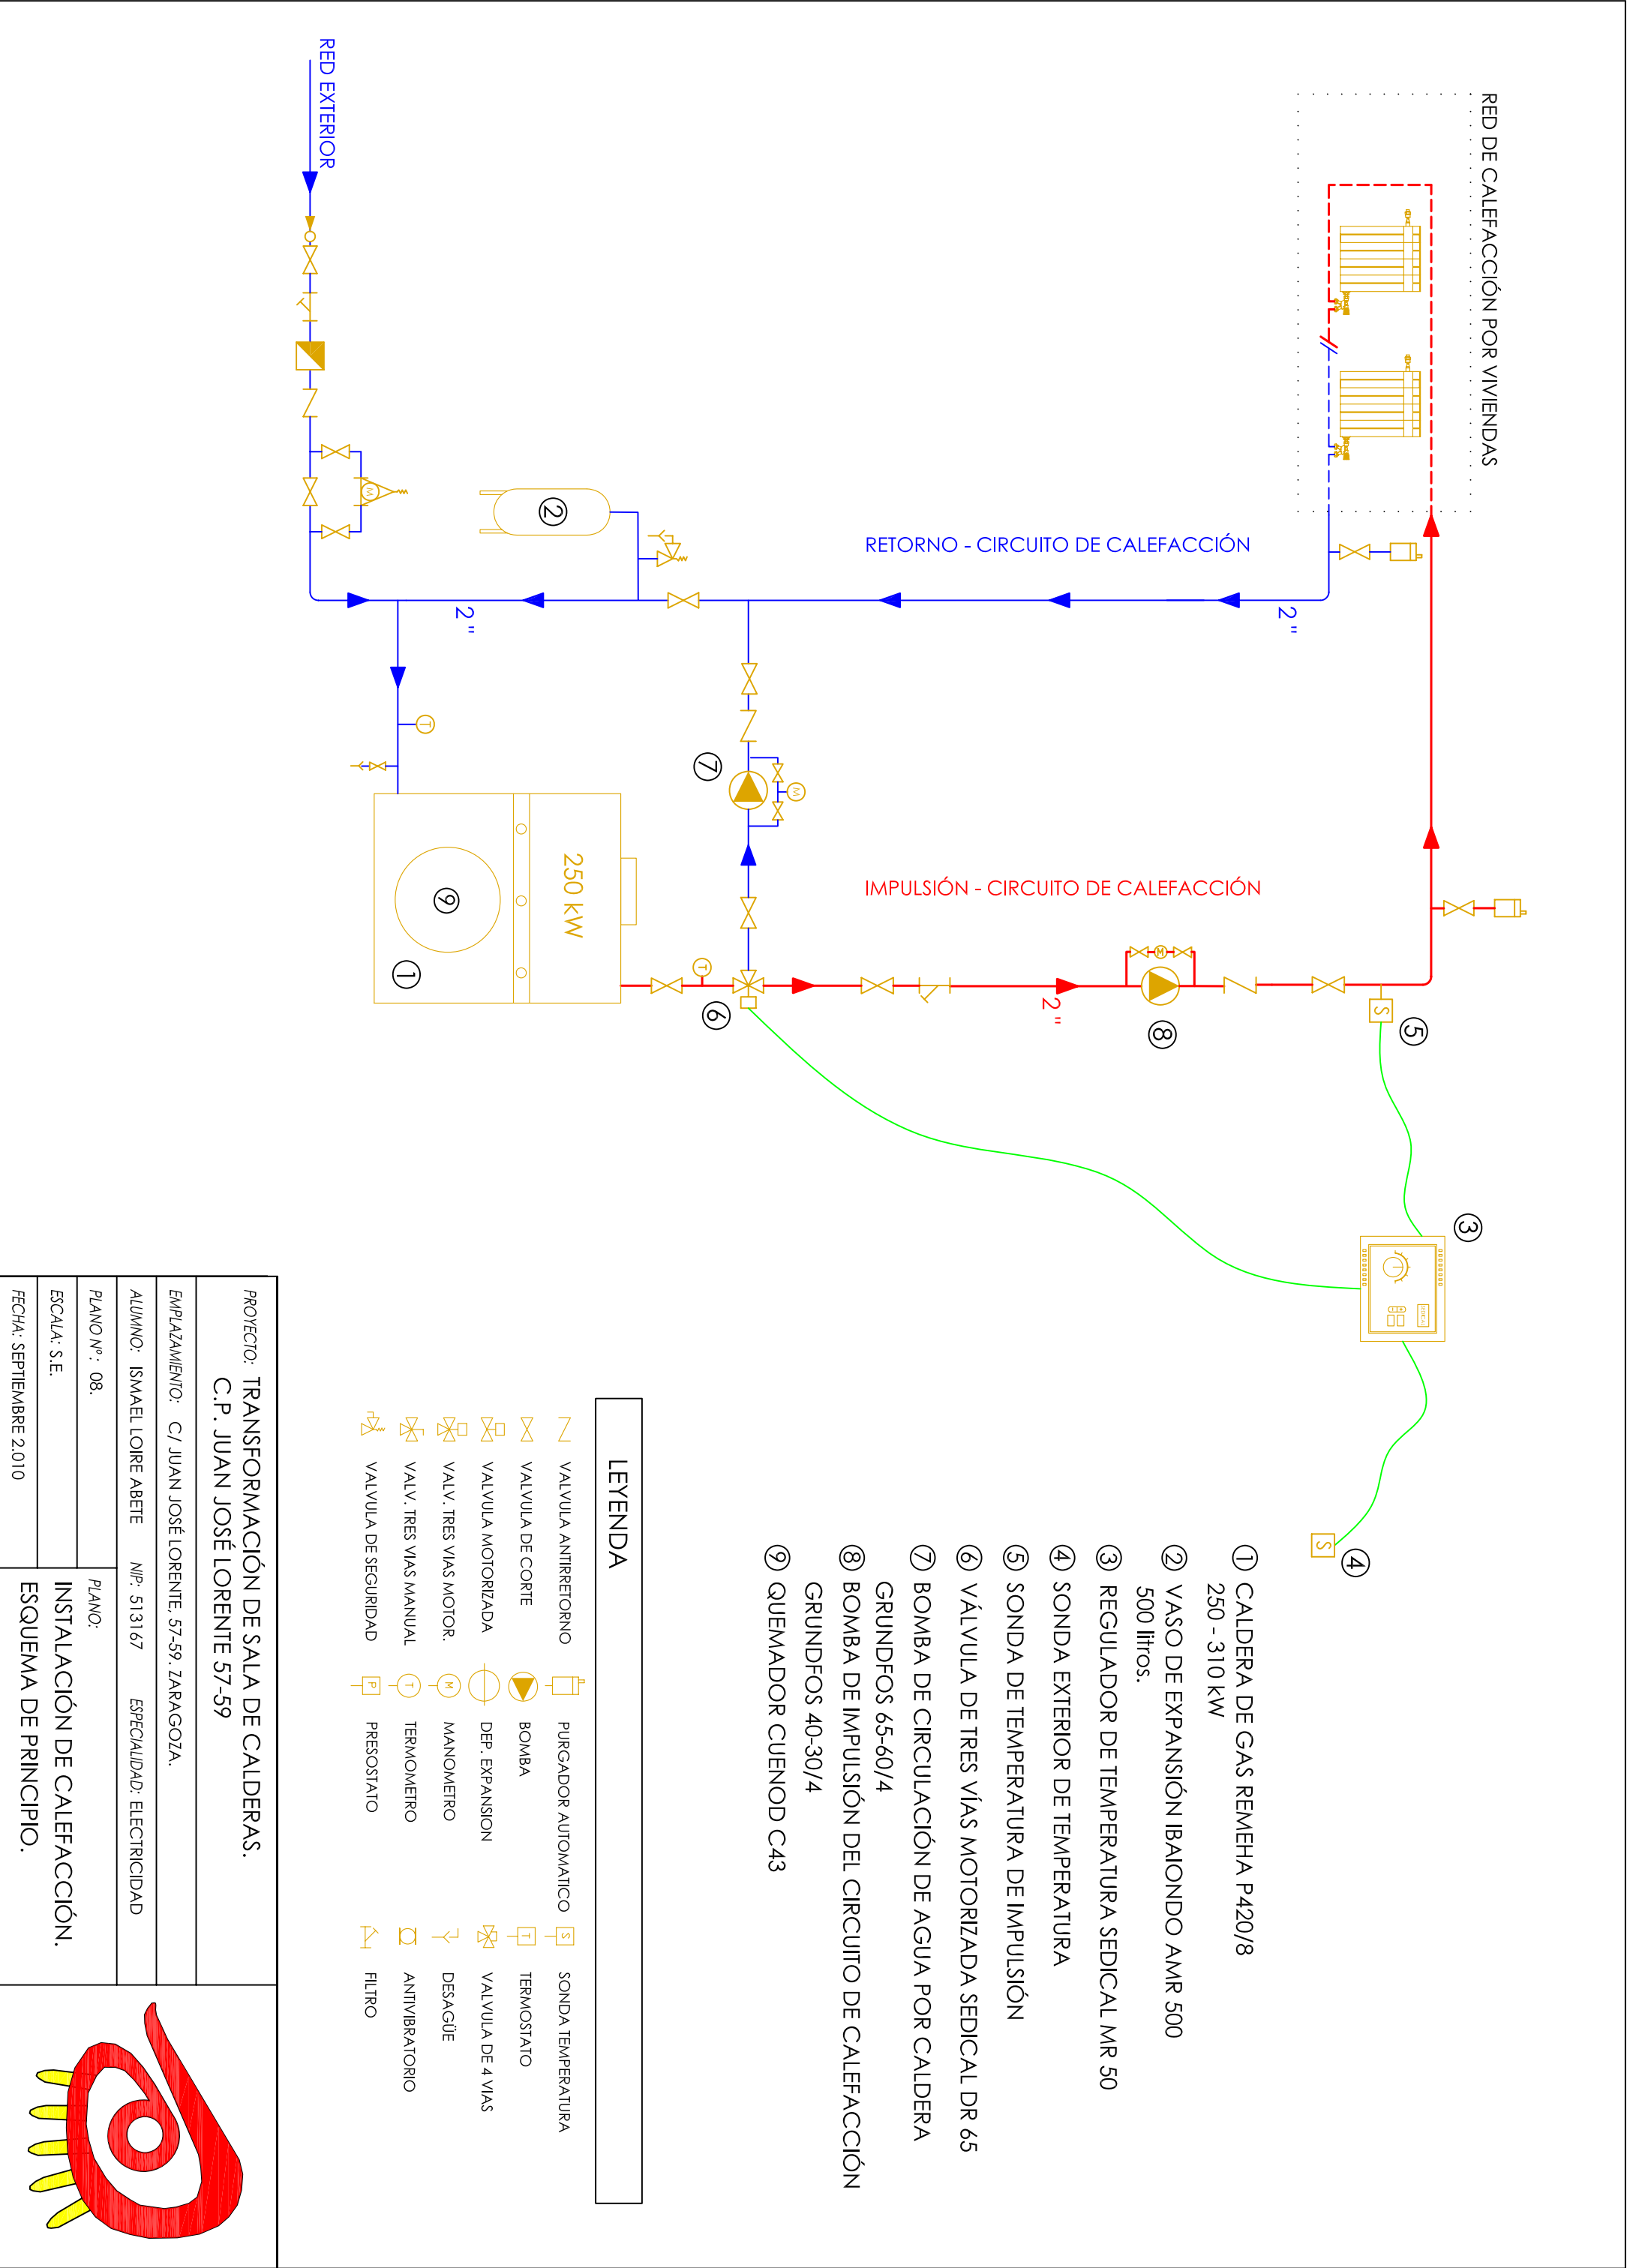 RED DE CALEFACCIÓN POR VIVIENDAS
RED EXTERIOR
RETORNO - CIRCUITO DE CALEFACCIÓN
IMPULSIÓN - CIRCUITO DE CALEFACCIÓN
2 "
2 "
2 "
250 kW
M
M
M
T
T
S
S
1
2
3
4
5
6
7
8
9
1 CALDERA DE GAS REMEHA P420/8
250 - 310 kW
2 VASO DE EXPANSIÓN IBAIONDO AMR 500
500 litros.
3 REGULADOR DE TEMPERATURA SEDICAL MR 50
4 SONDA EXTERIOR DE TEMPERATURA
5 SONDA DE TEMPERATURA DE IMPULSIÓN
6 VÁLVULA DE TRES VÍAS MOTORIZADA SEDICAL DR 65
7 BOMBA DE CIRCULACIÓN DE AGUA POR CALDERA
GRUNDFOS 65-60/4
8 BOMBA DE IMPULSIÓN DEL CIRCUITO DE CALEFACCIÓN
GRUNDFOS 40-30/4
9 QUEMADOR CUENOD C43
LEYENDA
VALVULA ANTIRRETORNO
VALVULA DE CORTE
VALVULA MOTORIZADA
VALV. TRES VIAS MOTOR.
VALV. TRES VIAS MANUAL
VALVULA DE SEGURIDAD
PURGADOR AUTOMATICO
BOMBA
DEP. EXPANSION
M MANOMETRO
T TERMOMETRO
P PRESOSTATO
S SONDA TEMPERATURA
T TERMOSTATO
VALVULA DE 4 VIAS
DESAGÜE
ANTIVIBRATORIO
FILTRO
PROYECTO: TRANSFORMACIÓN DE SALA DE CALDERAS.
C.P. JUAN JOSÉ LORENTE 57-59
EMPLAZAMIENTO: C/ JUAN JOSÉ LORENTE, 57-59. ZARAGOZA.
ALUMNO: ISMAEL LOIRE ABETE NIP: 513167 ESPECIALIDAD: ELECTRICIDAD
PLANO Nº : 08.
ESCALA: S.E.
FECHA: SEPTIEMBRE 2.010
PLANO:
INSTALACIÓN DE CALEFACCIÓN.
ESQUEMA DE PRINCIPIO.